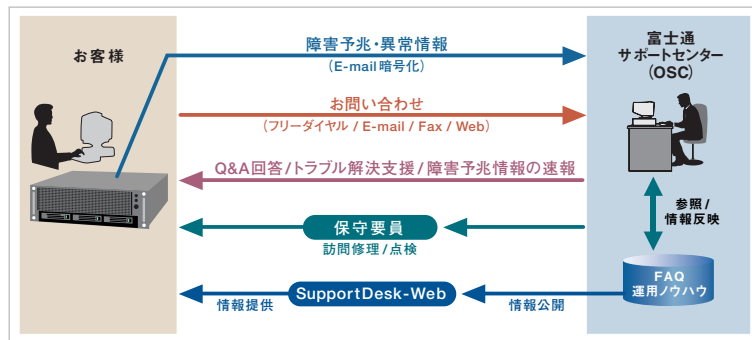 お客様
障害予兆・異常情報
（E-mail暗号化）
富士通
サポートセンター
（OSC）
お問い合わせ
（フリーダイヤル / E-mail / Fax / Web）
Q&A回答/トラブル解決支援/障害予兆情報の速報
保守要員
訪問修理/点検
参照/
情報反映
FAQ
運用ノウハウ
情報提供
SupportDesk-Web
情報公開